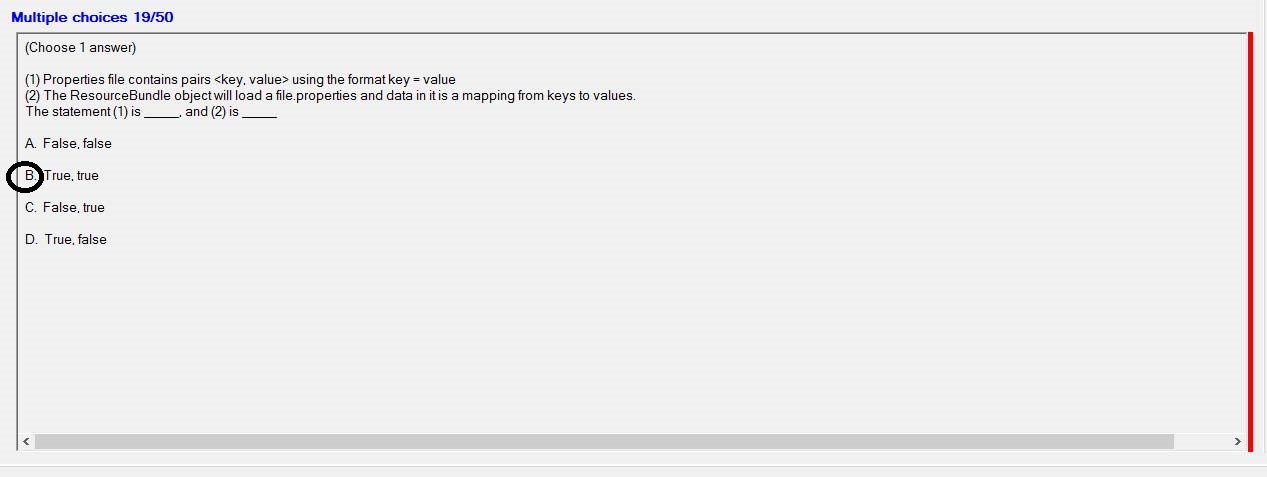 Multiple choices 19/50
(Choose 1 answer)
(1) Properties file contains pairs <key, value> using the format key = value
(2) The ResourceBundle object will load a file.properties and data in it is a mapping from keys to values.
The statement (1) is _____, and (2) is _____
A. False, false
B. True, true
C. False, true
D. True, false